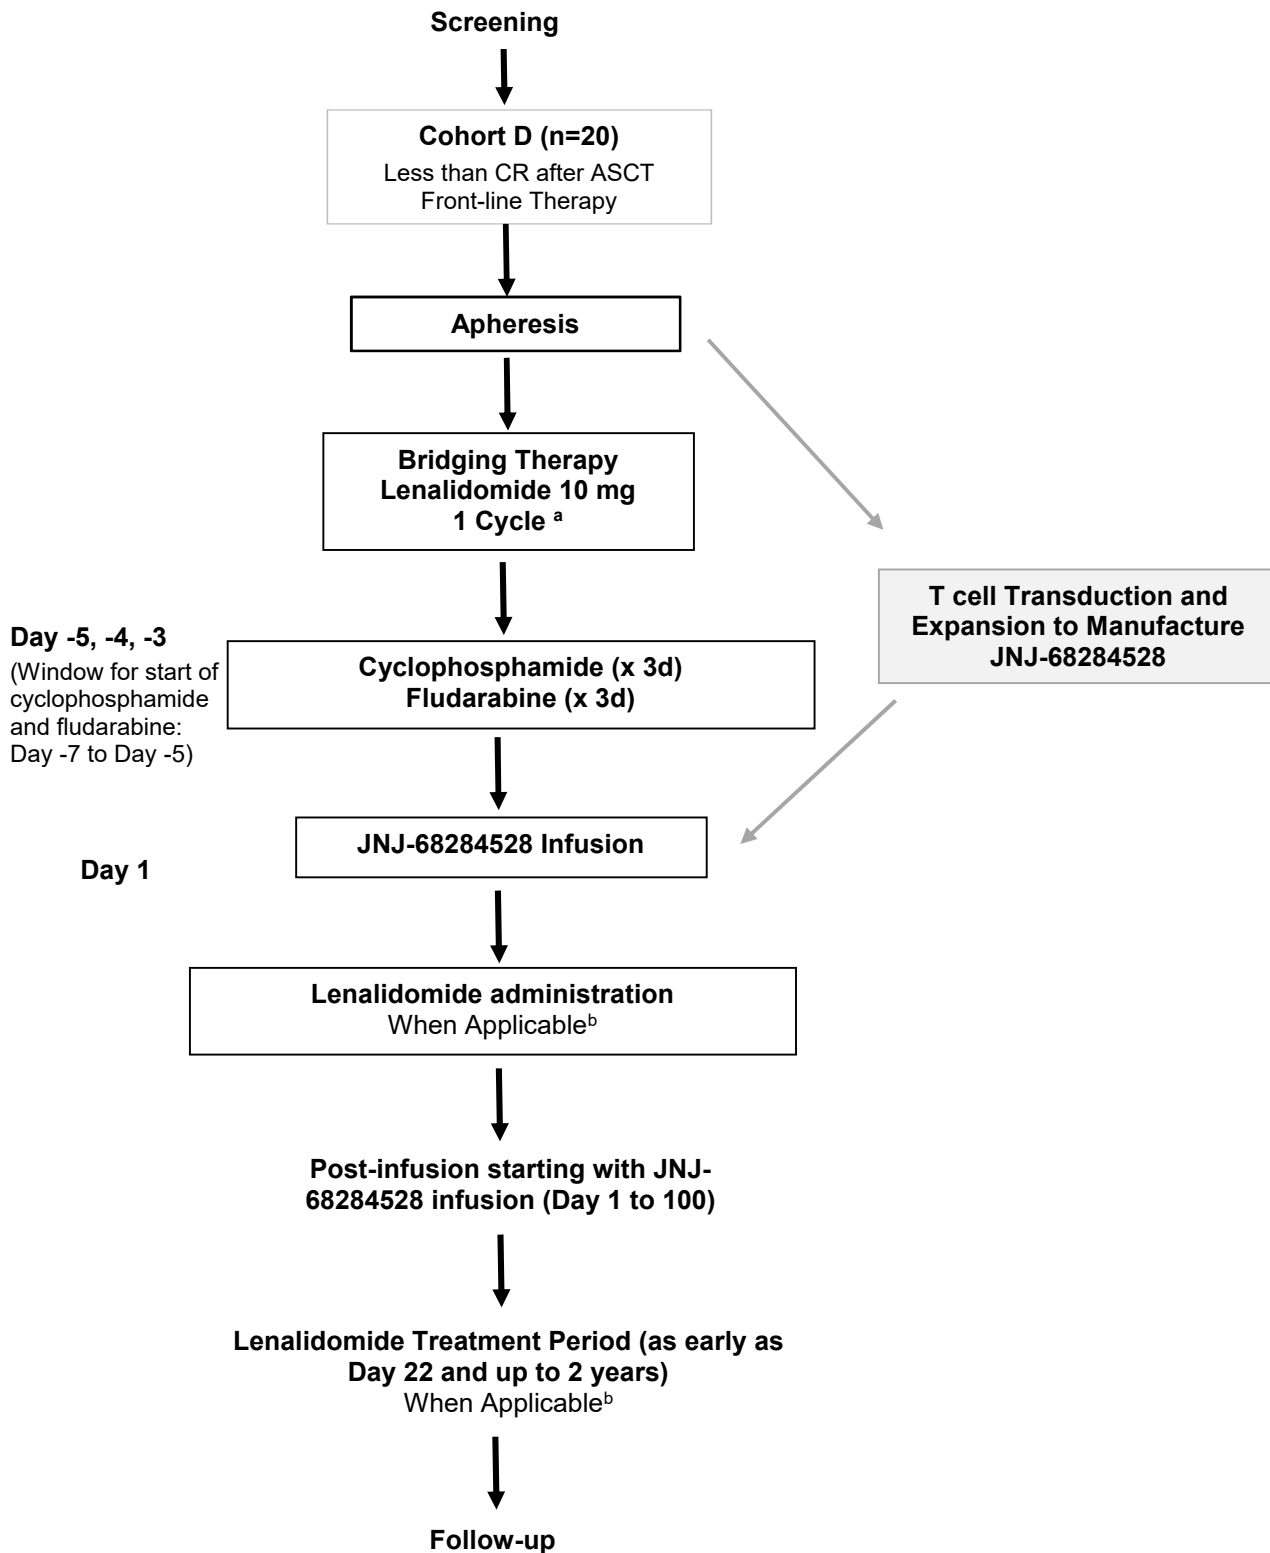 Screening
Cohort D (n=20)
Less than CR after ASCT
Front-line Therapy
Apheresis
Bridging Therapy
Lenalidomide 10 mg
1 Cycle ᵃ
T cell Transduction and
Expansion to Manufacture
JNJ-68284528
Day -5, -4, -3
(Window for start of
cyclophosphamide
and fludarabine:
Day -7 to Day -5)
Cyclophosphamide (x 3d)
Fludarabine (x 3d)
JNJ-68284528 Infusion
Day 1
Lenalidomide administration
When Applicableᵇ
Post-infusion starting with JNJ-
68284528 infusion (Day 1 to 100)
Lenalidomide Treatment Period (as early as
Day 22 and up to 2 years)
When Applicableᵇ
Follow-up